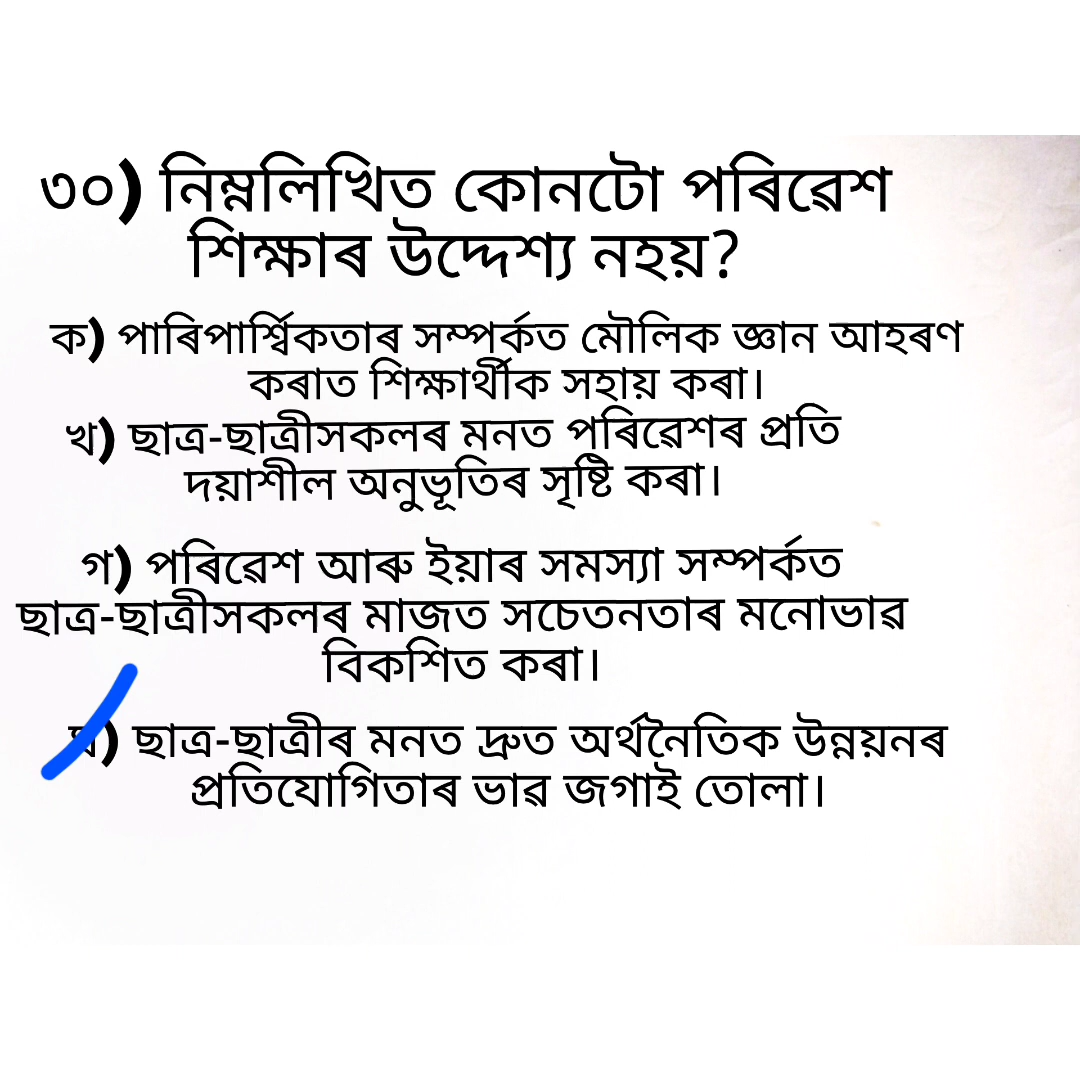 ৩০) নিম্নলিখিত কোনটো পৰিৱেশ
শিক্ষাৰ উদ্দেশ্য নহয়?
ক) পাৰিপাৰ্শ্বিকতাৰ সম্পৰ্কত মৌলিক জ্ঞান আহৰণ
কৰাত শিক্ষাৰ্থীক সহায় কৰা।
খ) ছাত্ৰ-ছাত্ৰীসকলৰ মনত পৰিৱেশৰ প্ৰতি
দয়াশীল অনুভূতিৰ সৃষ্টি কৰা।
গ) পৰিৱেশ আৰু ইয়াৰ সমস্যা সম্পৰ্কত
ছাত্ৰ-ছাত্ৰীসকলৰ মাজত সচেতনতাৰ মনোভাৱ
বিকশিত কৰা।
ঘ) ছাত্ৰ-ছাত্ৰীৰ মনত দ্ৰুত অৰ্থনৈতিক উন্নয়নৰ
প্ৰতিযোগিতাৰ ভাৱ জগাই তোলা।